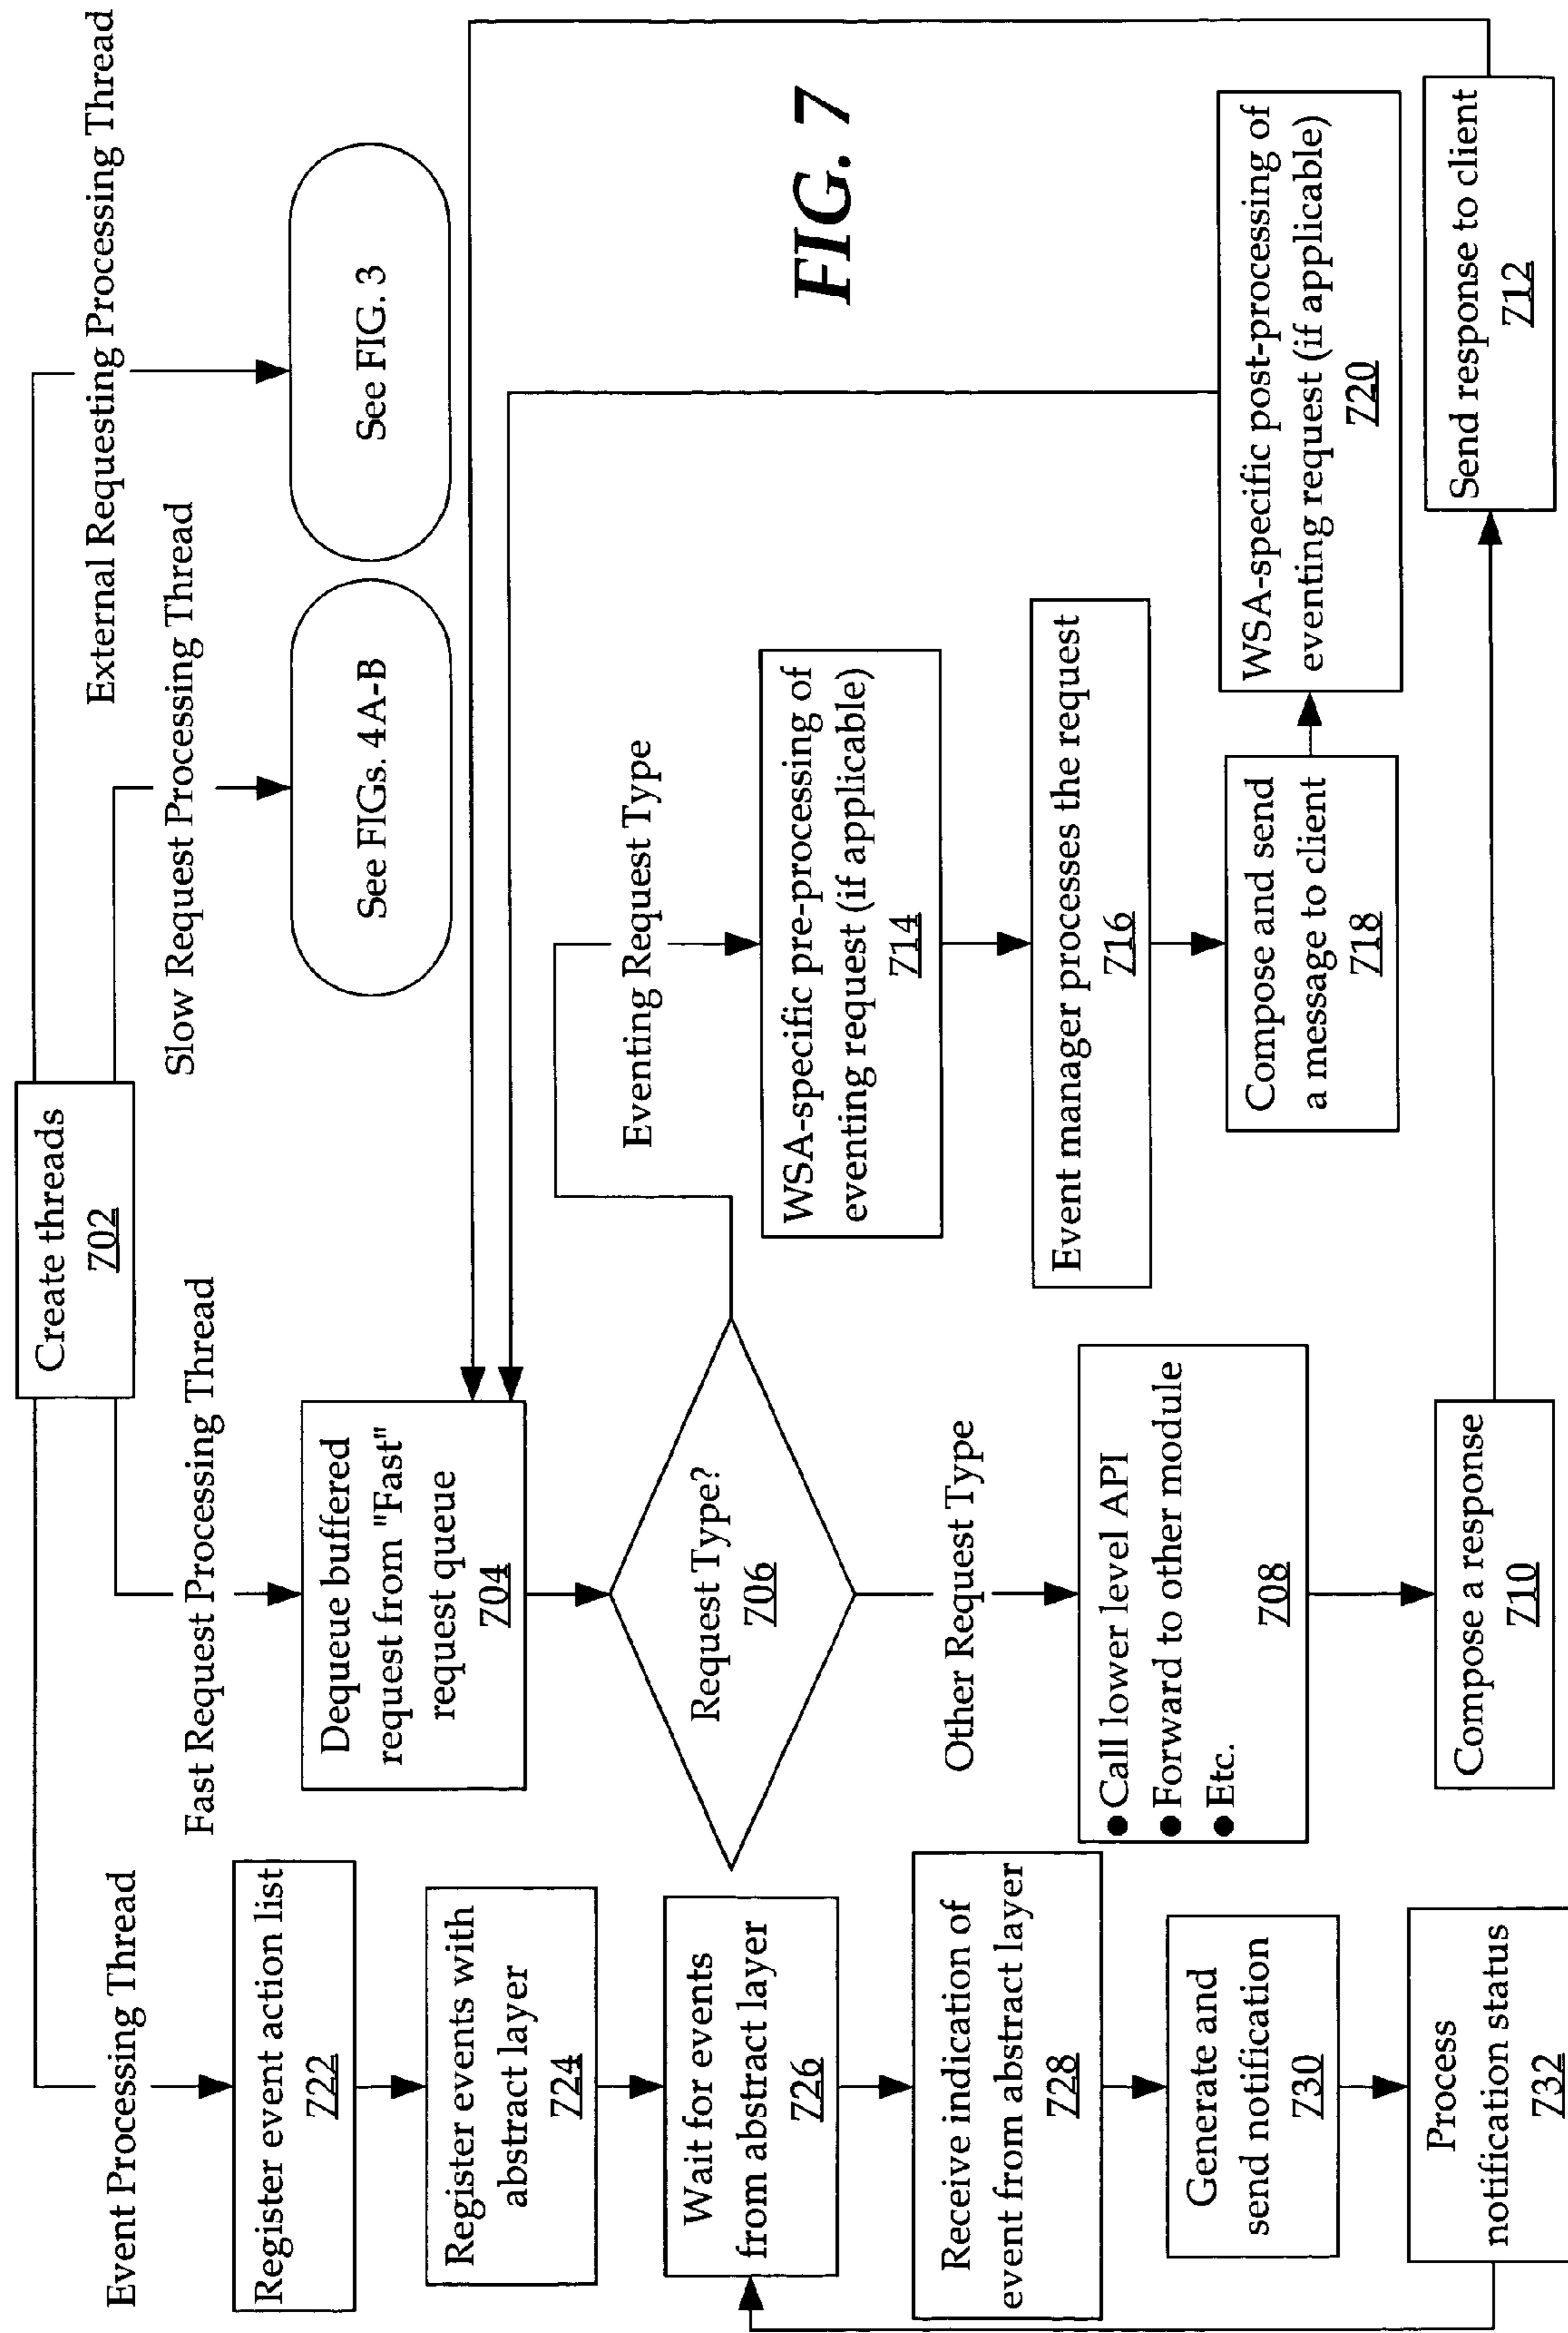 Create threads
702
Event Processing Thread
Fast Request Processing Thread
Slow Request Processing Thread
External Requesting Processing Thread
Register event action list
722
Register events with
abstract layer
724
Wait for events
from abstract layer
726
Receive indication of
event from abstract layer
728
Generate and
send notification
730
Process
notification status
732
Dequeue buffered
request from "Fast"
request queue
704
Request Type?
706
Other Request Type
● Call lower level API
● Forward to other module
● Etc.
708
Compose a response
710
See FIGs. 4A-B
See FIG. 3
Eventing Request Type
WSA-specific pre-processing of
eventing request (if applicable)
714
Event manager processes the request
716
Compose and send
a message to client
718
WSA-specific post-processing of
eventing request (if applicable)
720
Send response to client
712
FIG. 7